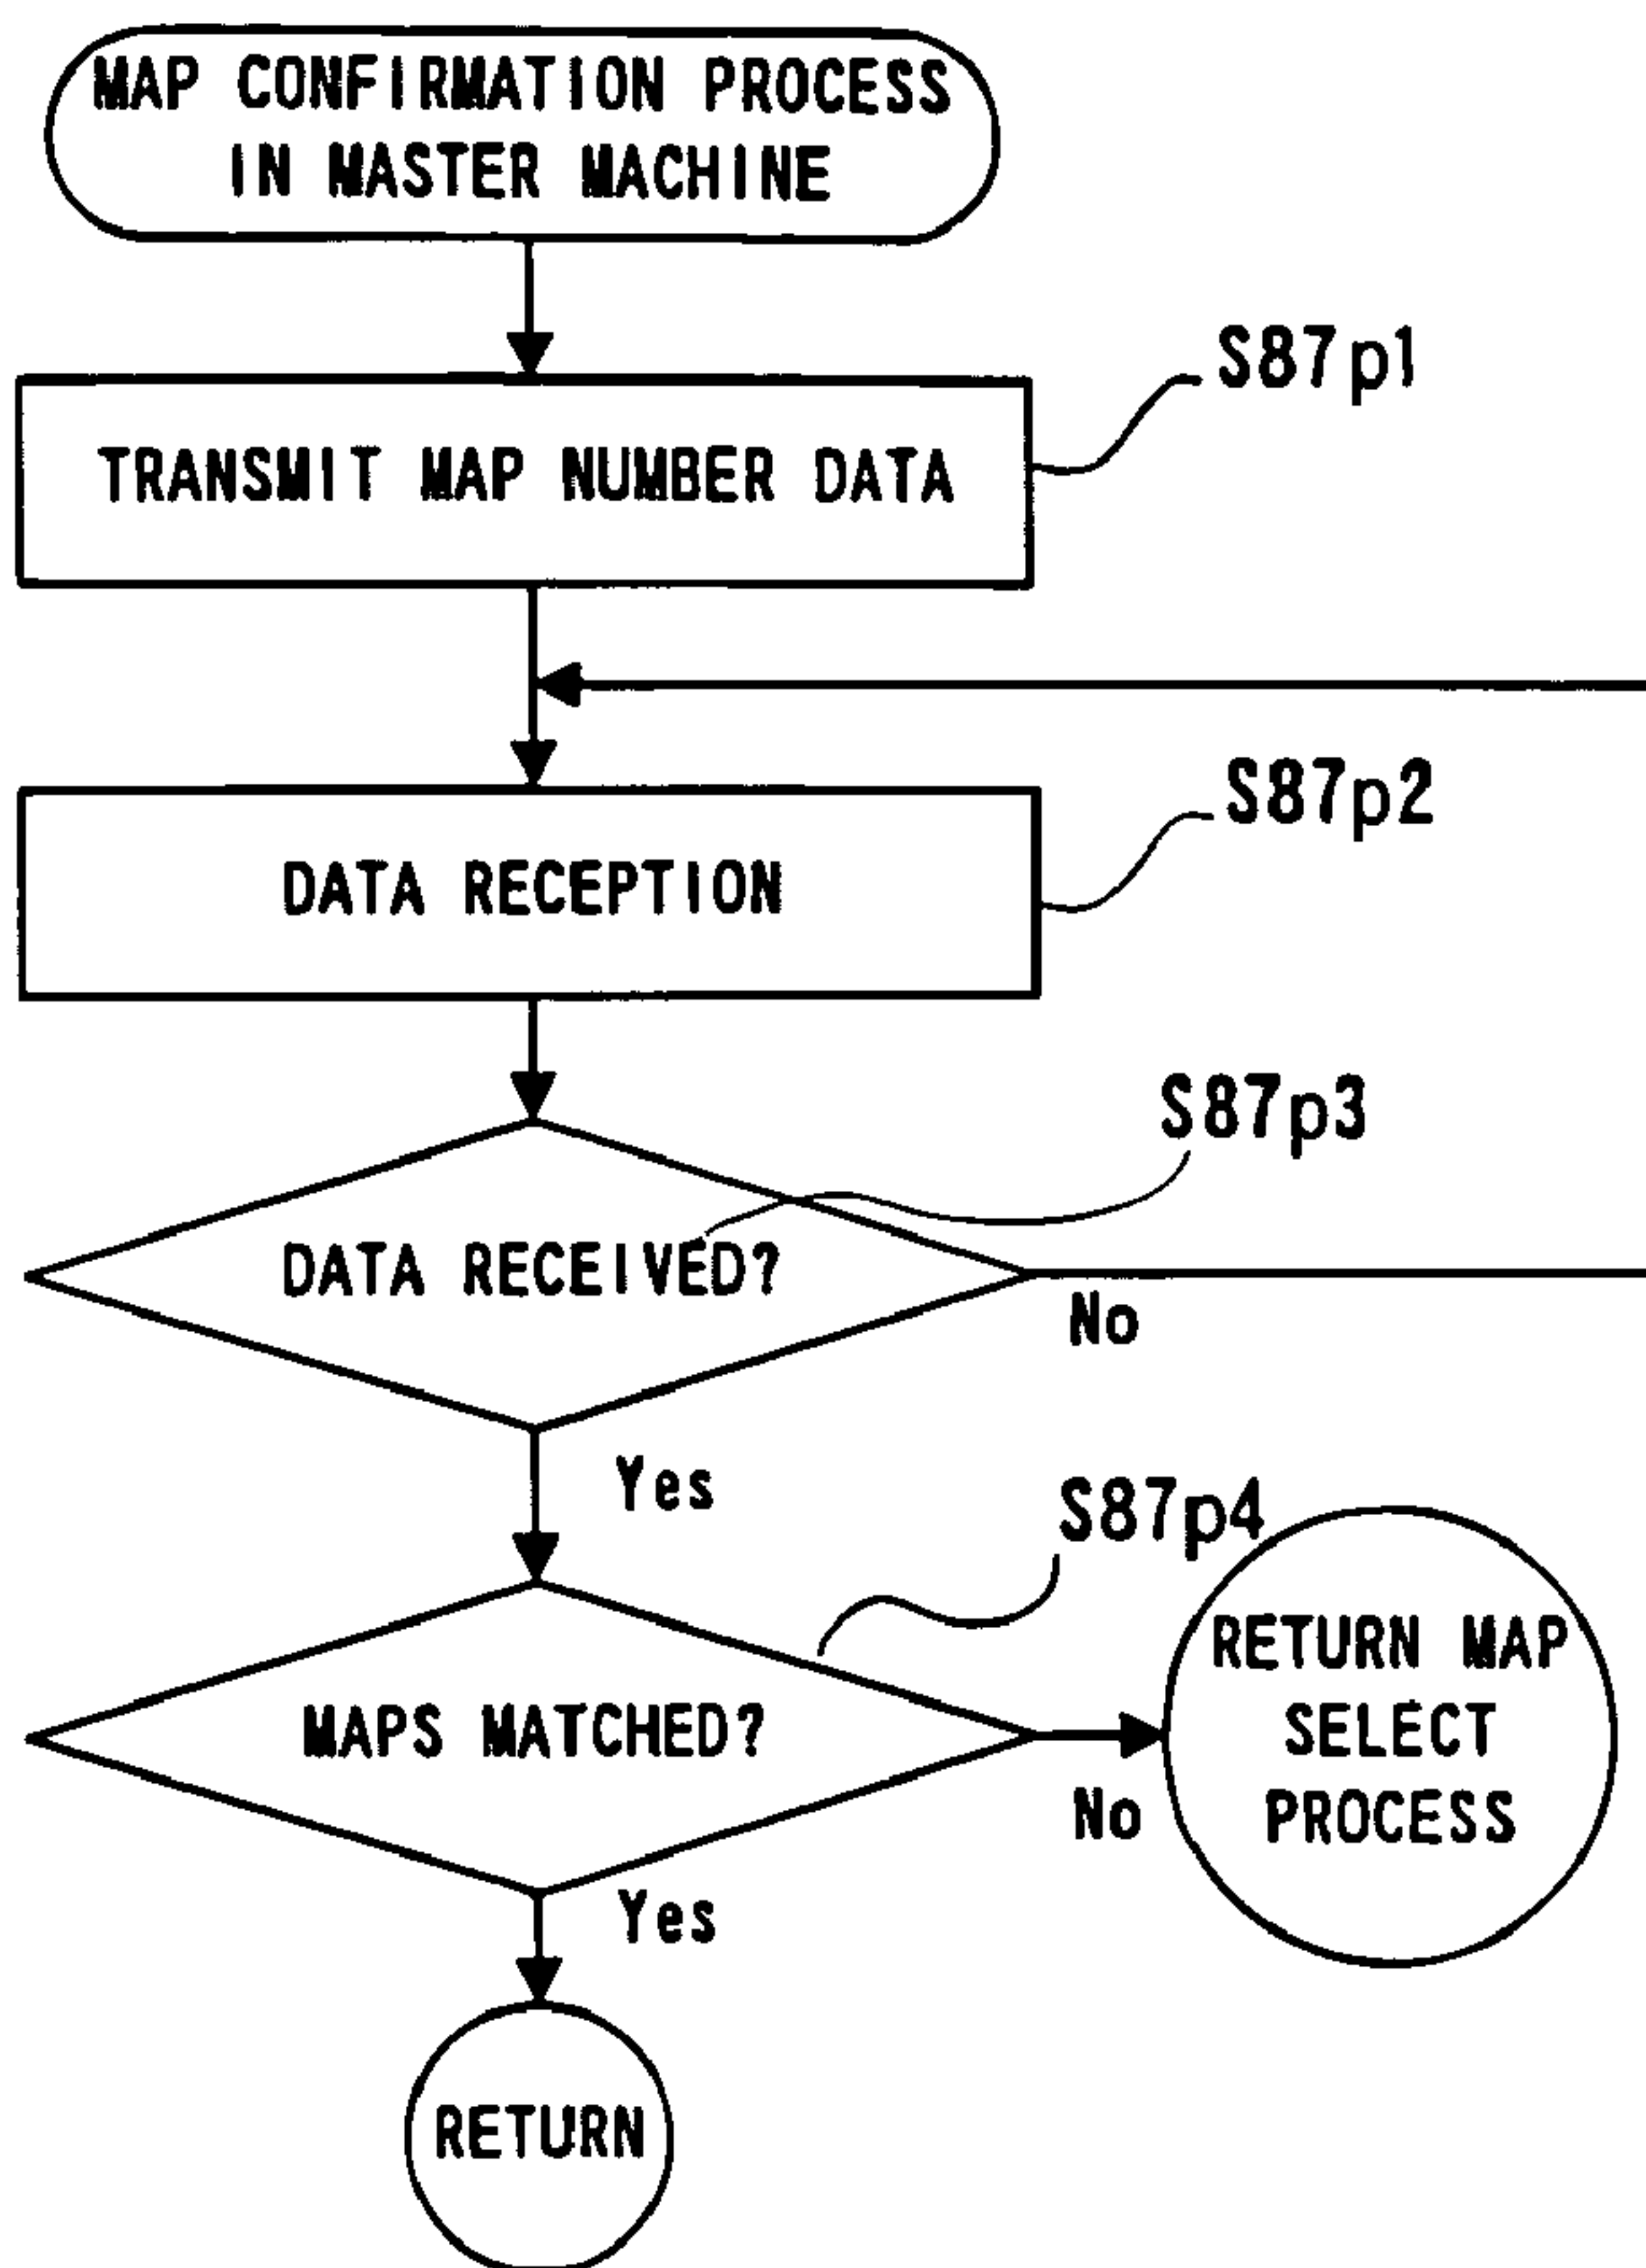 MAP CONFIRMATION PROCESS
IN MASTER MACHINE
S87p1
TRANSMIT MAP NUMBER DATA
S87p2
DATA RECEPTION
S87p3
DATA RECEIVED?
No
Yes
S87p4
MAPS MATCHED?
No
RETURN MAP
SELECT
PROCESS
Yes
RETURN